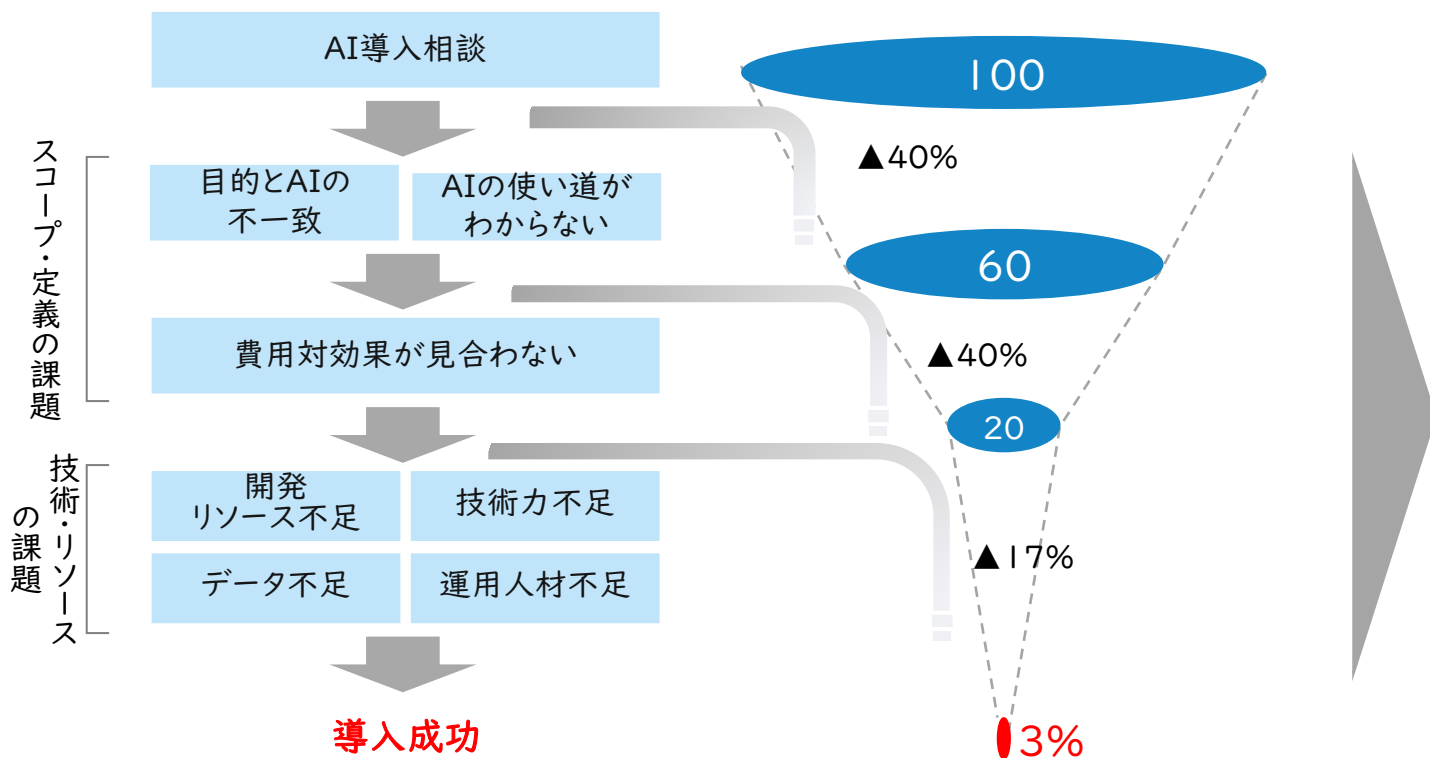 AI導入相談
100
▲40%
スコープ・定義の課題
目的とAIの
不一致
AIの使い道が
わからない
60
▲40%
費用対効果が見合わない
20
技術・リソース
の課題
開発
リソース不足
技術力不足
データ不足
運用人材不足
▲17%
導入成功
3%